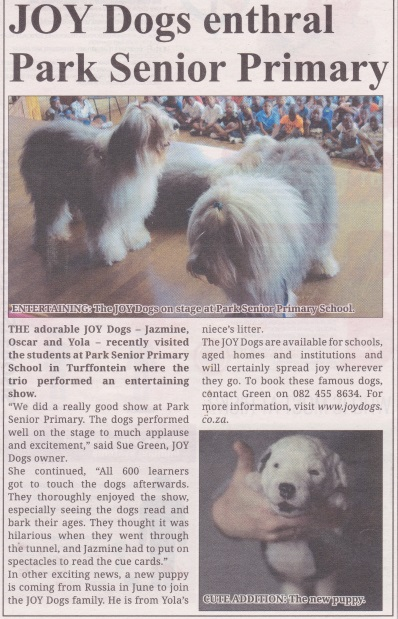 JOY Dogs enthral
Park Senior Primary
ENTERTAINING: The JOY Dogs on stage at Park Senior Primary School.
THE adorable JOY Dogs – Jazmine,
Oscar and Yola – recently visited
the students at Park Senior Primary
School in Turffontein where the
trio performed an entertaining
show.
“We did a really good show at Park
Senior Primary. The dogs performed
well on the stage to much applause
and excitement,” said Sue Green, JOY
Dogs owner.
She continued, “All 600 learners
got to touch the dogs afterwards.
They thoroughly enjoyed the show,
especially seeing the dogs read and
bark their ages. They thought it was
hilarious when they went through
the tunnel, and Jazmine had to put on
spectacles to read the cue cards.”
In other exciting news, a new puppy
is coming from Russia in June to join
the JOY Dogs family. He is from Yola’s
niece’s litter.
The JOY Dogs are available for schools,
aged homes and institutions and
will certainly spread joy wherever
they go. To book these famous dogs,
contact Green on 082 455 8634. For
more information, visit www.joydogs.
co.za.
CUTE ADDITION: The new puppy.